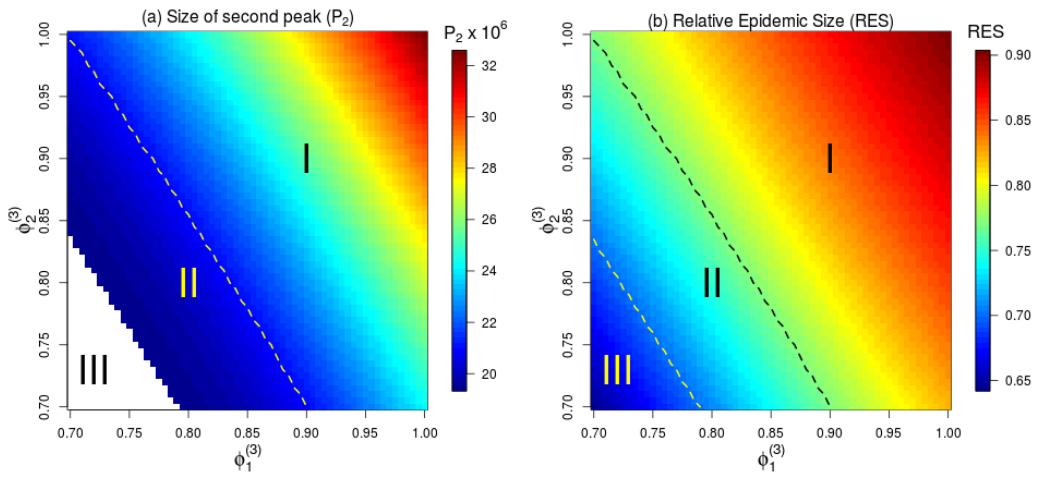 (a) Size of second peak (P₂)
P₂ x 10⁶
1.00
0.95
0.90
0.85
0.80
0.75
0.70
ϕ₂⁽³⁾
I
II
III
0.70 0.75 0.80 0.85 0.90 0.95 1.00
ϕ₁⁽³⁾
32
30
28
26
24
22
20
(b) Relative Epidemic Size (RES)
RES
1.00
0.95
0.90
0.85
0.80
0.75
0.70
ϕ₂⁽³⁾
I
II
III
0.70 0.75 0.80 0.85 0.90 0.95 1.00
ϕ₁⁽³⁾
0.90
0.85
0.80
0.75
0.70
0.65